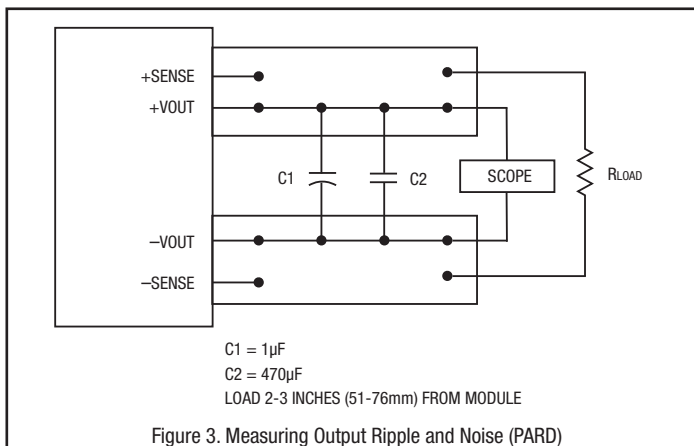 +SENSE
+VOUT
C1
C2
SCOPE
RLOAD
−VOUT
−SENSE
C1 = 1µF
C2 = 470µF
LOAD 2-3 INCHES (51-76mm) FROM MODULE
Figure 3. Measuring Output Ripple and Noise (PARD)